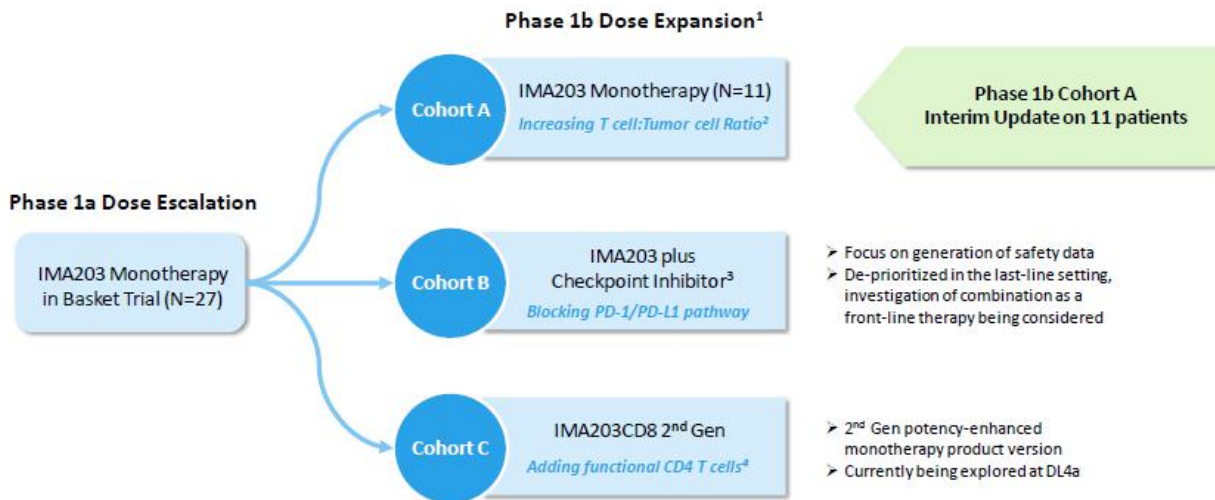 Phase 1b Dose Expansion¹
Cohort A
IMA203 Monotherapy (N=11)
Increasing T cell:Tumor cell Ratio²
Phase 1b Cohort A
Interim Update on 11 patients
Phase 1a Dose Escalation
IMA203 Monotherapy
in Basket Trial (N=27)
Cohort B
IMA203 plus
Checkpoint Inhibitor³
Blocking PD-1/PD-L1 pathway
➢ Focus on generation of safety data
➢ De-prioritized in the last-line setting,
investigation of combination as a
front-line therapy being considered
Cohort C
IMA203CD8 2ⁿᵈ Gen
Adding functional CD4 T cells⁴
➢ 2ⁿᵈ Gen potency-enhanced
monotherapy product version
➢ Currently being explored at DL4a